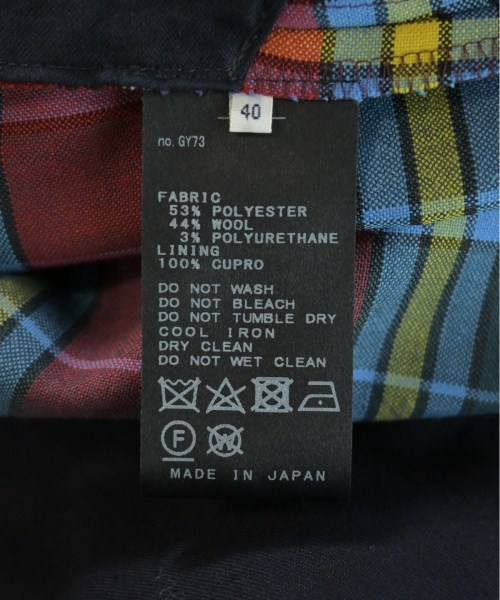 40
no. GY73
FABRIC
53% POLYESTER
44% WOOL
3% POLYURETHANE
LINING
100% CUPRO
DO NOT WASH
DO NOT BLEACH
DO NOT TUMBLE DRY
COOL IRON
DRY CLEAN
DO NOT WET CLEAN
F W
MADE IN JAPAN